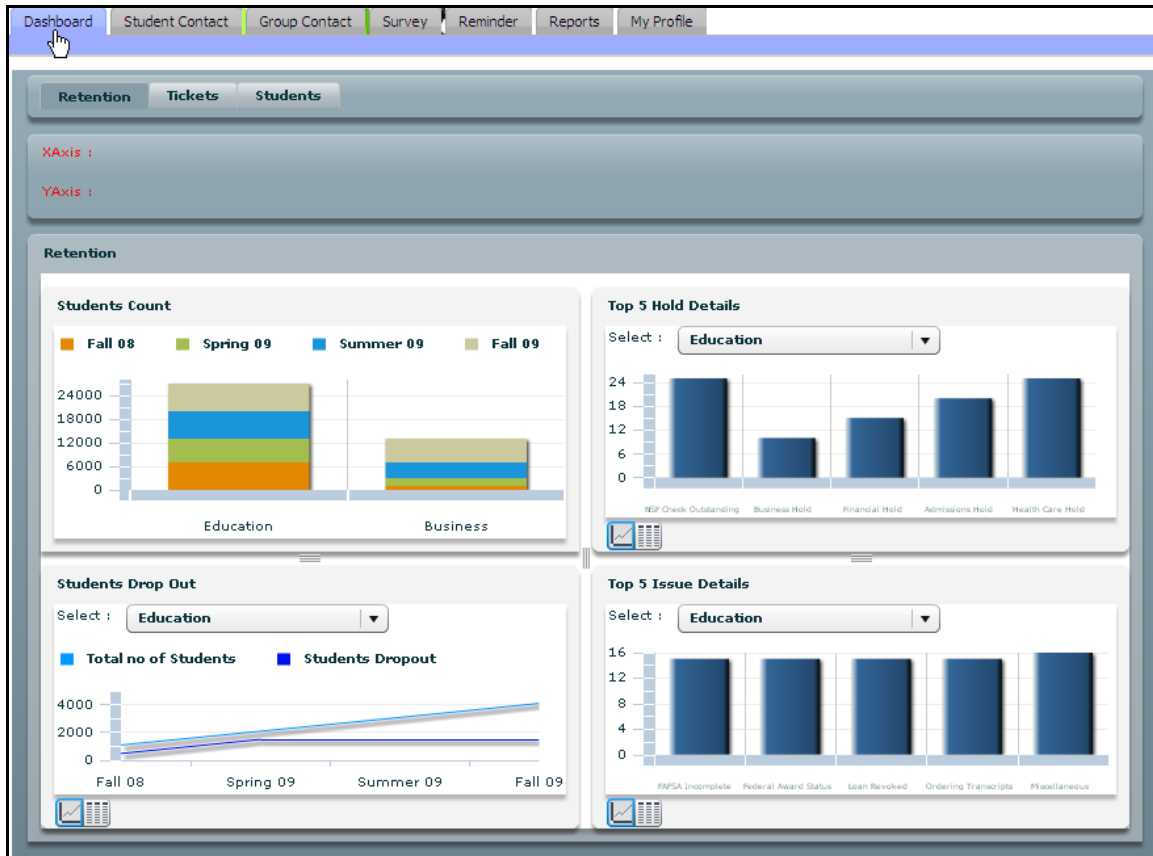 Dashboard Student Contact Group Contact Survey Reminder Reports My Profile
Retention Tickets Students
XAxis :
YAxis :
Retention
Students Count
Fall 08 Spring 09 Summer 09 Fall 09
24000
18000
12000
6000
0
Education Business
Top 5 Hold Details
Select : Education
24
18
12
6
0
NSF Check Outstanding Business Hold Financial Hold Admissions Hold Health Care Hold
Students Drop Out
Select : Education
Total no of Students Students Dropout
4000
2000
0
Fall 08 Spring 09 Summer 09 Fall 09
Top 5 Issue Details
Select : Education
16
12
8
4
0
FAFSA Incomplete Federal Award Status Loan Revoked Ordering Transcripts Miscellaneous